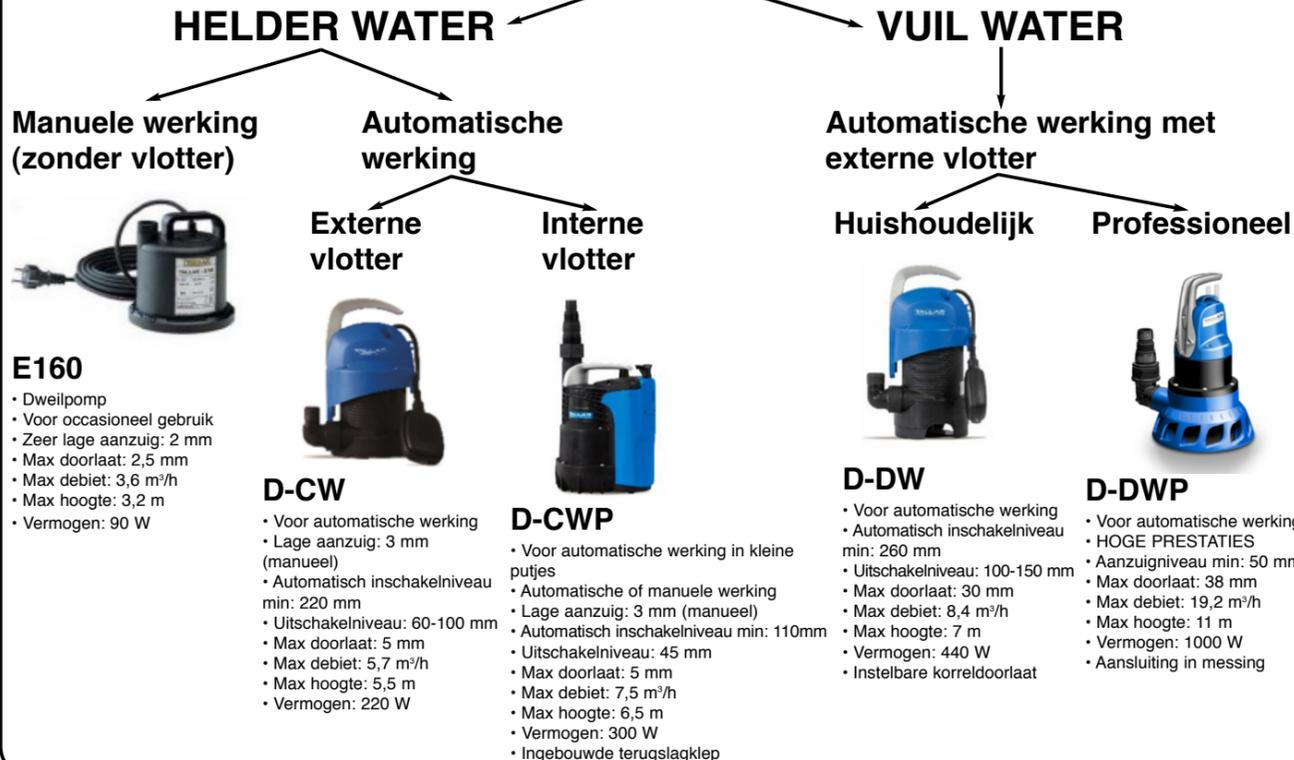 HELDER WATER
VUIL WATER
Manuele werking
(zonder vlotter)
Automatische
werking
Automatische werking met
externe vlotter
Externe
vlotter
Interne
vlotter
Huishoudelijk
Professioneel
E160
• Dweilpomp
• Voor occasioneel gebruik
• Zeer lage aanzuig: 2 mm
• Max doorlaat: 2,5 mm
• Max debiet: 3,6 m³/h
• Max hoogte: 3,2 m
• Vermogen: 90 W
D-CW
• Voor automatische werking
• Lage aanzuig: 3 mm
(manueel)
• Automatisch inschakelniveau
min: 220 mm
• Uitschakelniveau: 60-100 mm
• Max doorlaat: 5 mm
• Max debiet: 5,7 m³/h
• Max hoogte: 5,5 m
• Vermogen: 220 W
D-CWP
• Voor automatische werking in kleine
putjes
• Automatische of manuele werking
• Lage aanzuig: 3 mm (manueel)
• Automatisch inschakelniveau min: 110mm
• Uitschakelniveau: 45 mm
• Max doorlaat: 5 mm
• Max debiet: 7,5 m³/h
• Max hoogte: 6,5 m
• Vermogen: 300 W
• Ingebouwde terugslagklep
D-DW
• Voor automatische werking
• Automatisch inschakelniveau
min: 260 mm
• Uitschakelniveau: 100-150 mm
• Max doorlaat: 30 mm
• Max debiet: 8,4 m³/h
• Max hoogte: 7 m
• Vermogen: 440 W
• Instelbare korreldoorlaat
D-DWP
• Voor automatische werking
• HOGE PRESTATIES
• Aanzuigniveau min: 50 mm
• Max doorlaat: 38 mm
• Max debiet: 19,2 m³/h
• Max hoogte: 11 m
• Vermogen: 1000 W
• Aansluiting in messing